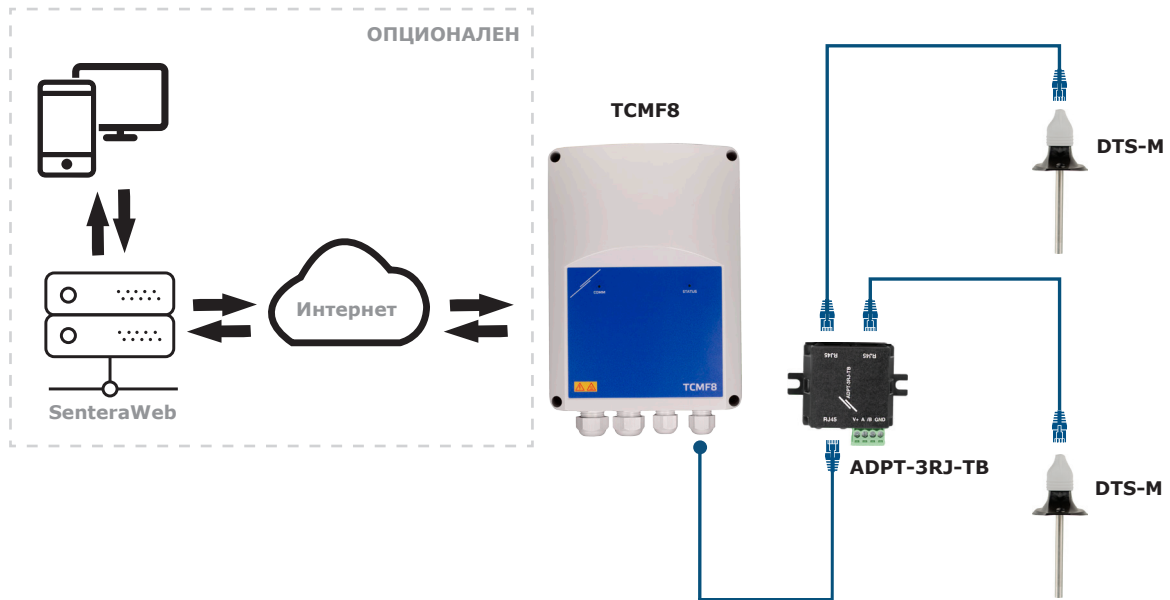 ОПЦИОНАЛЕН
TCMF8
DTS-M
COMM
STATUS
Интернет
TCMF8
SenteraWeb
RJ45
RJ45
ADPT-3RJ-TB
RJ45
V+ A /B GND
ADPT-3RJ-TB
DTS-M